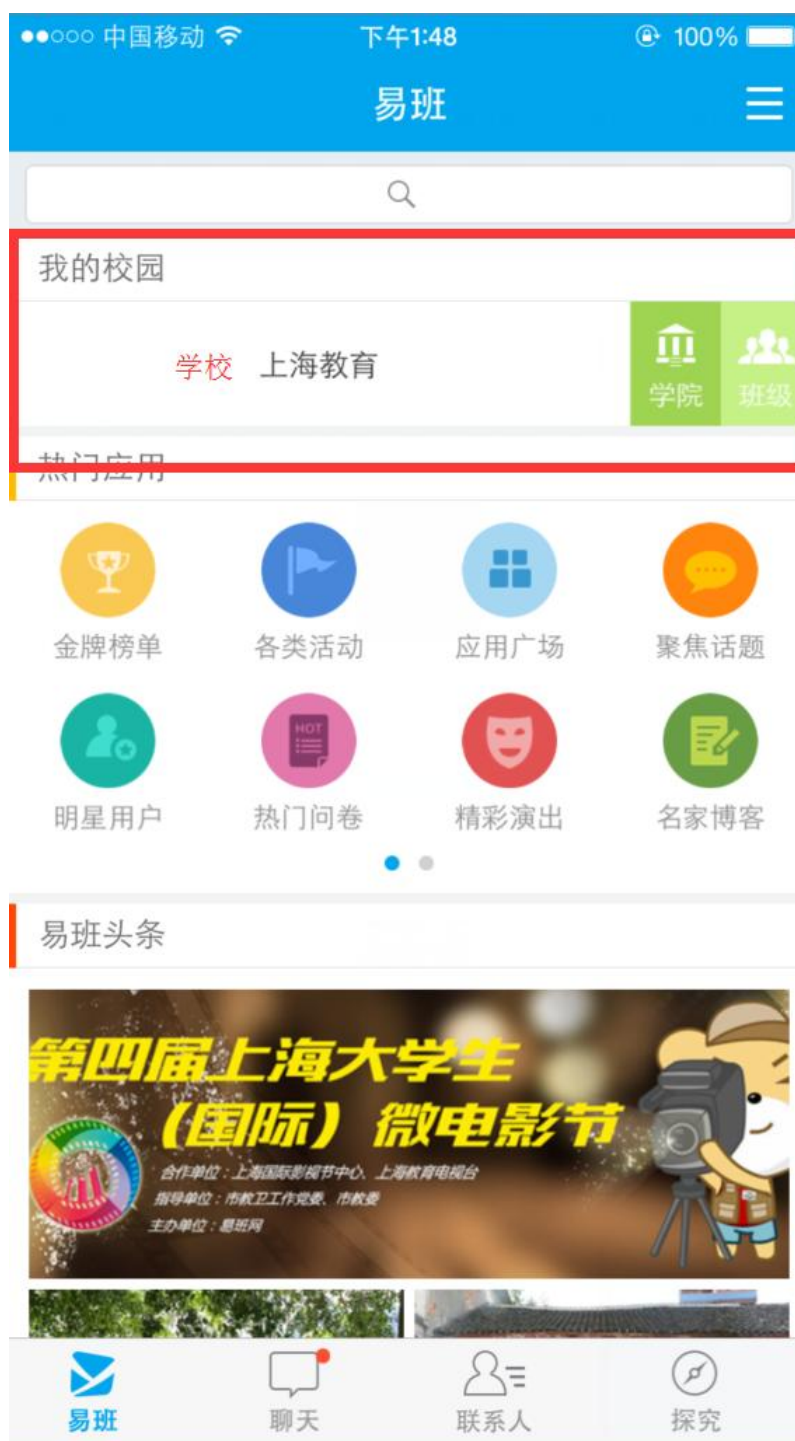 中国移动 下午1:48 100%
易班
我的校园
学校 上海教育
学院 班级
热门应用
金牌榜单 各类活动 应用广场 聚焦话题
HOT
明星用户 热门问卷 精彩演出 名家博客
易班头条
第四届上海大学生
(国际)微电影节
合作单位：上海国际影视节中心、上海教育电视台
指导单位：市教卫工作党委、市教委
主办单位：易班网
易班 聊天 联系人 探究